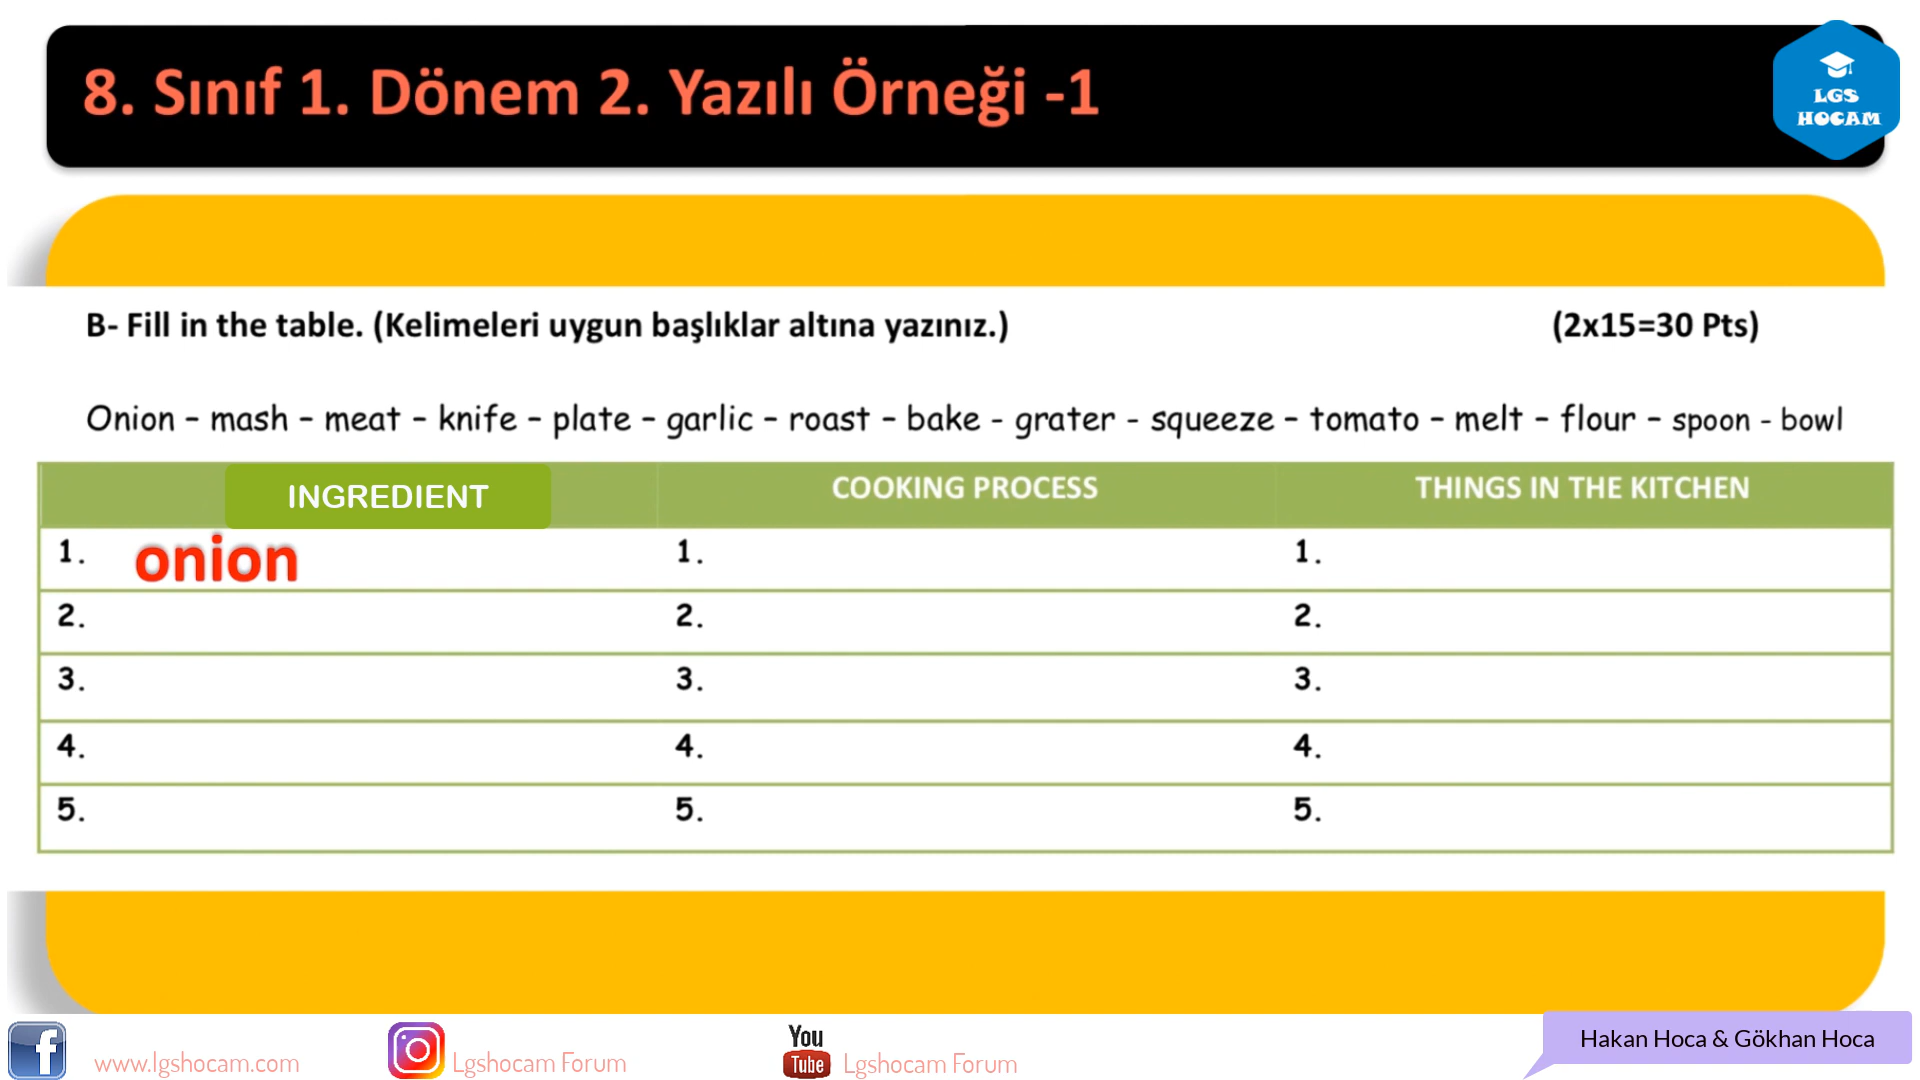 8. Sınıf 1. Dönem 2. Yazılı Örneği -1
LGS
HOCAM
B- Fill in the table. (Kelimeleri uygun başlıklar altına yazınız.) (2x15=30 Pts)
Onion – mash – meat – knife – plate – garlic – roast – bake - grater - squeeze – tomato – melt – flour – spoon - bowl
INGREDIENT COOKING PROCESS THINGS IN THE KITCHEN
1. onion 1. 1.
2. 2. 2.
3. 3. 3.
4. 4. 4.
5. 5. 5.
f www.lgshocam.com Lgshocam Forum You Tube Lgshocam Forum Hakan Hoca & Gökhan Hoca